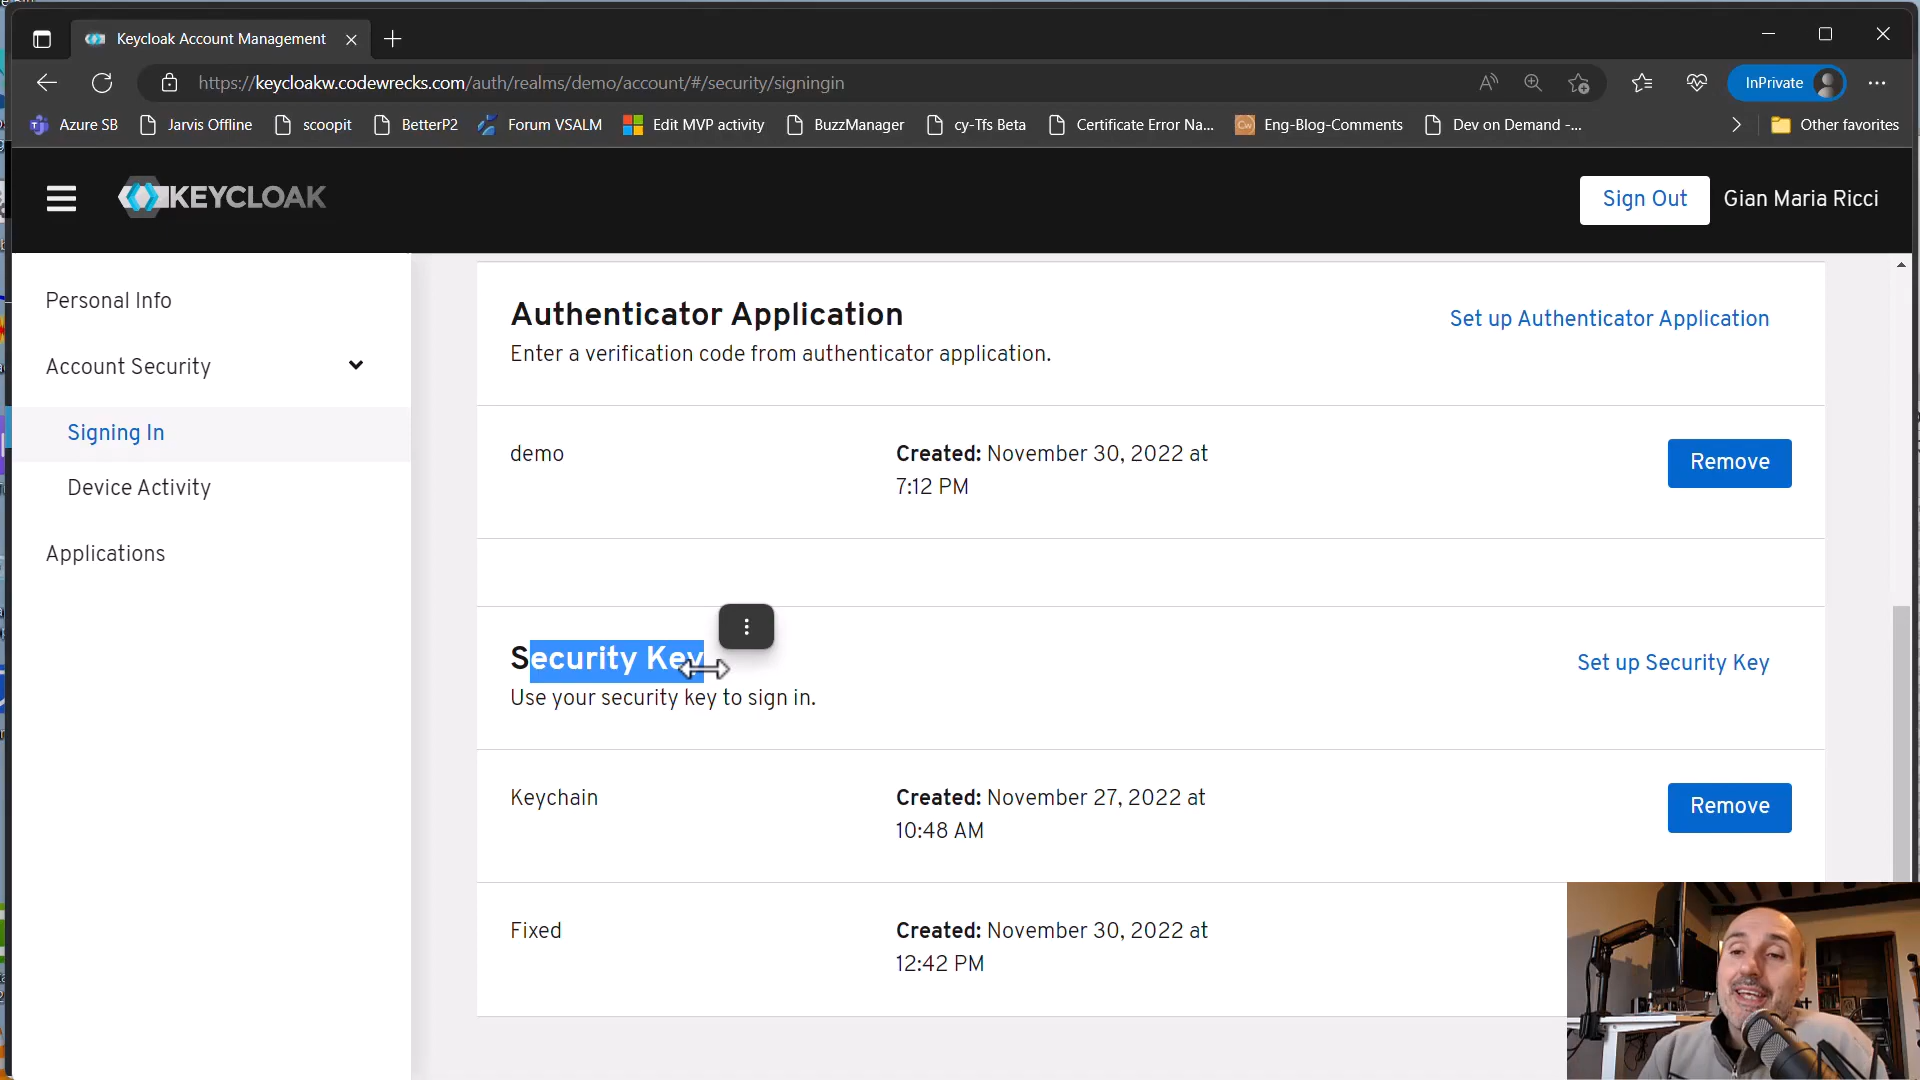 Keycloak Account Management
https://keycloakw.codewrecks.com/auth/realms/demo/account/#/security/signingin
InPrivate
Azure SB
Jarvis Offline
scoopit
BetterP2
Forum VSALM
Edit MVP activity
BuzzManager
cy-Tfs Beta
Certificate Error Na...
Eng-Blog-Comments
Dev on Demand -...
Other favorites
KEYCLOAK
Sign Out
Gian Maria Ricci
Personal Info
Account Security
Signing In
Device Activity
Applications
Authenticator Application
Set up Authenticator Application
Enter a verification code from authenticator application.
demo
Created: November 30, 2022 at
7:12 PM
Remove
Security Key
Set up Security Key
Use your security key to sign in.
Keychain
Created: November 27, 2022 at
10:48 AM
Remove
Fixed
Created: November 30, 2022 at
12:42 PM